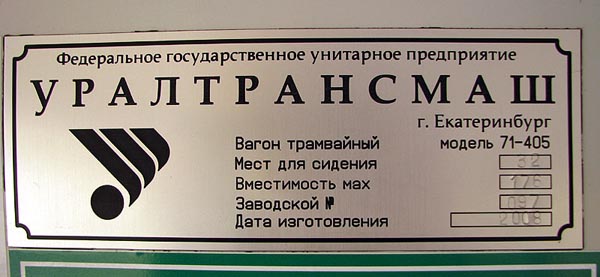 Федеральное государственное унитарное предприятие
УРАЛТРАНСМАШ
г. Екатеринбург
Вагон трамвайный модель 71-405
Мест для сидения 32
Вместимость мах 176
Заводской № 097
Дата изготовления 2008